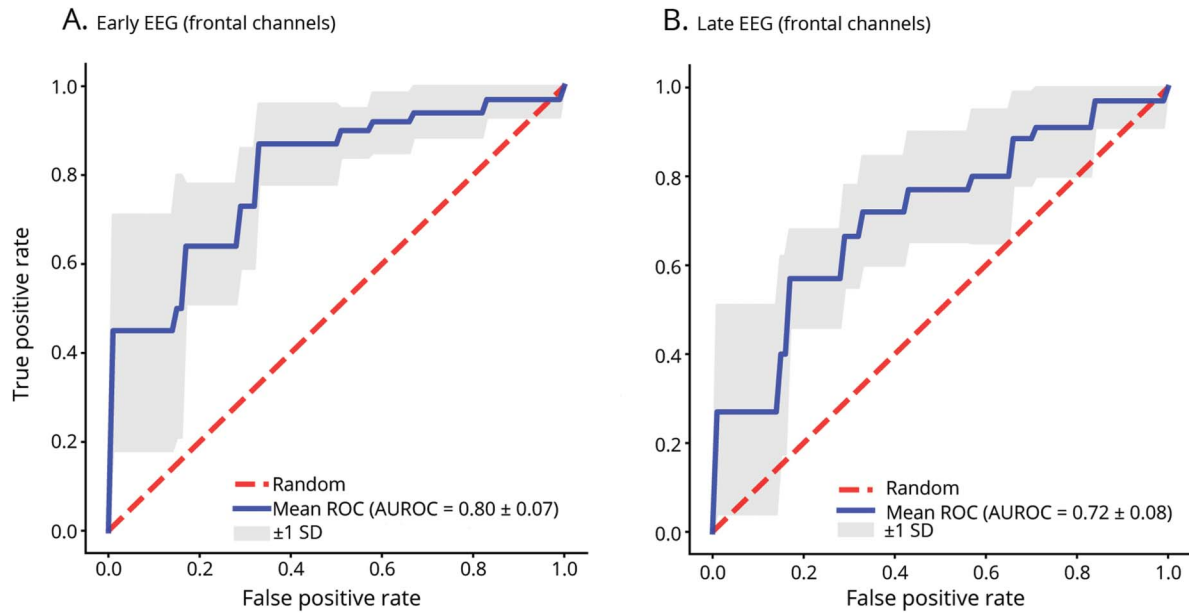 A. Early EEG (frontal channels)
1.0
0.8
0.6
0.4
0.2
0.0
True positive rate
Random
Mean ROC (AUROC = 0.80 ± 0.07)
±1 SD
0.0 0.2 0.4 0.6 0.8 1.0
False positive rate
B. Late EEG (frontal channels)
1.0
0.8
0.6
0.4
0.2
0.0
Random
Mean ROC (AUROC = 0.72 ± 0.08)
±1 SD
0.0 0.2 0.4 0.6 0.8 1.0
False positive rate